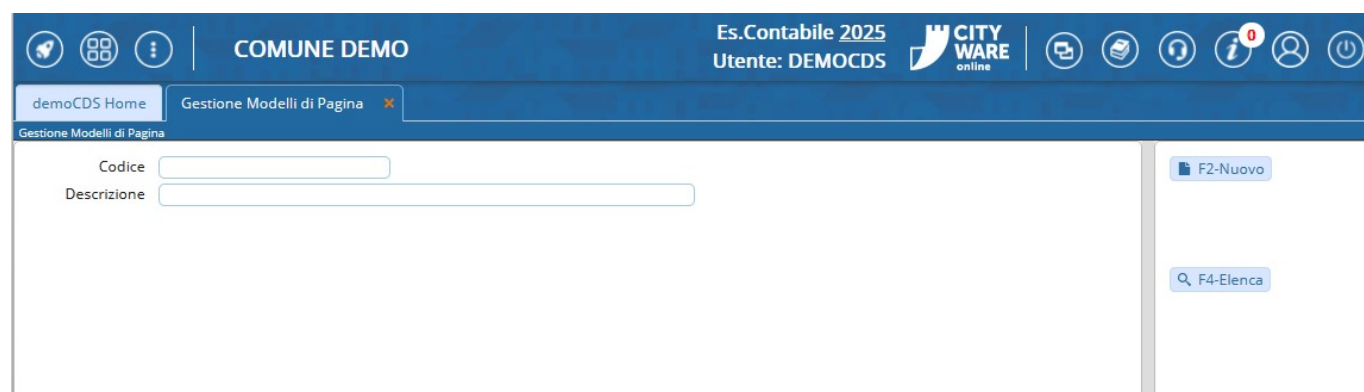 COMUNE DEMO
Es.Contabile 2025
Utente: DEMOCDS
CITY
WARE
online
0
demoCDS Home
Gestione Modelli di Pagina
Gestione Modelli di Pagina
Codice
Descrizione
F2-Nuovo
F4-Elenca